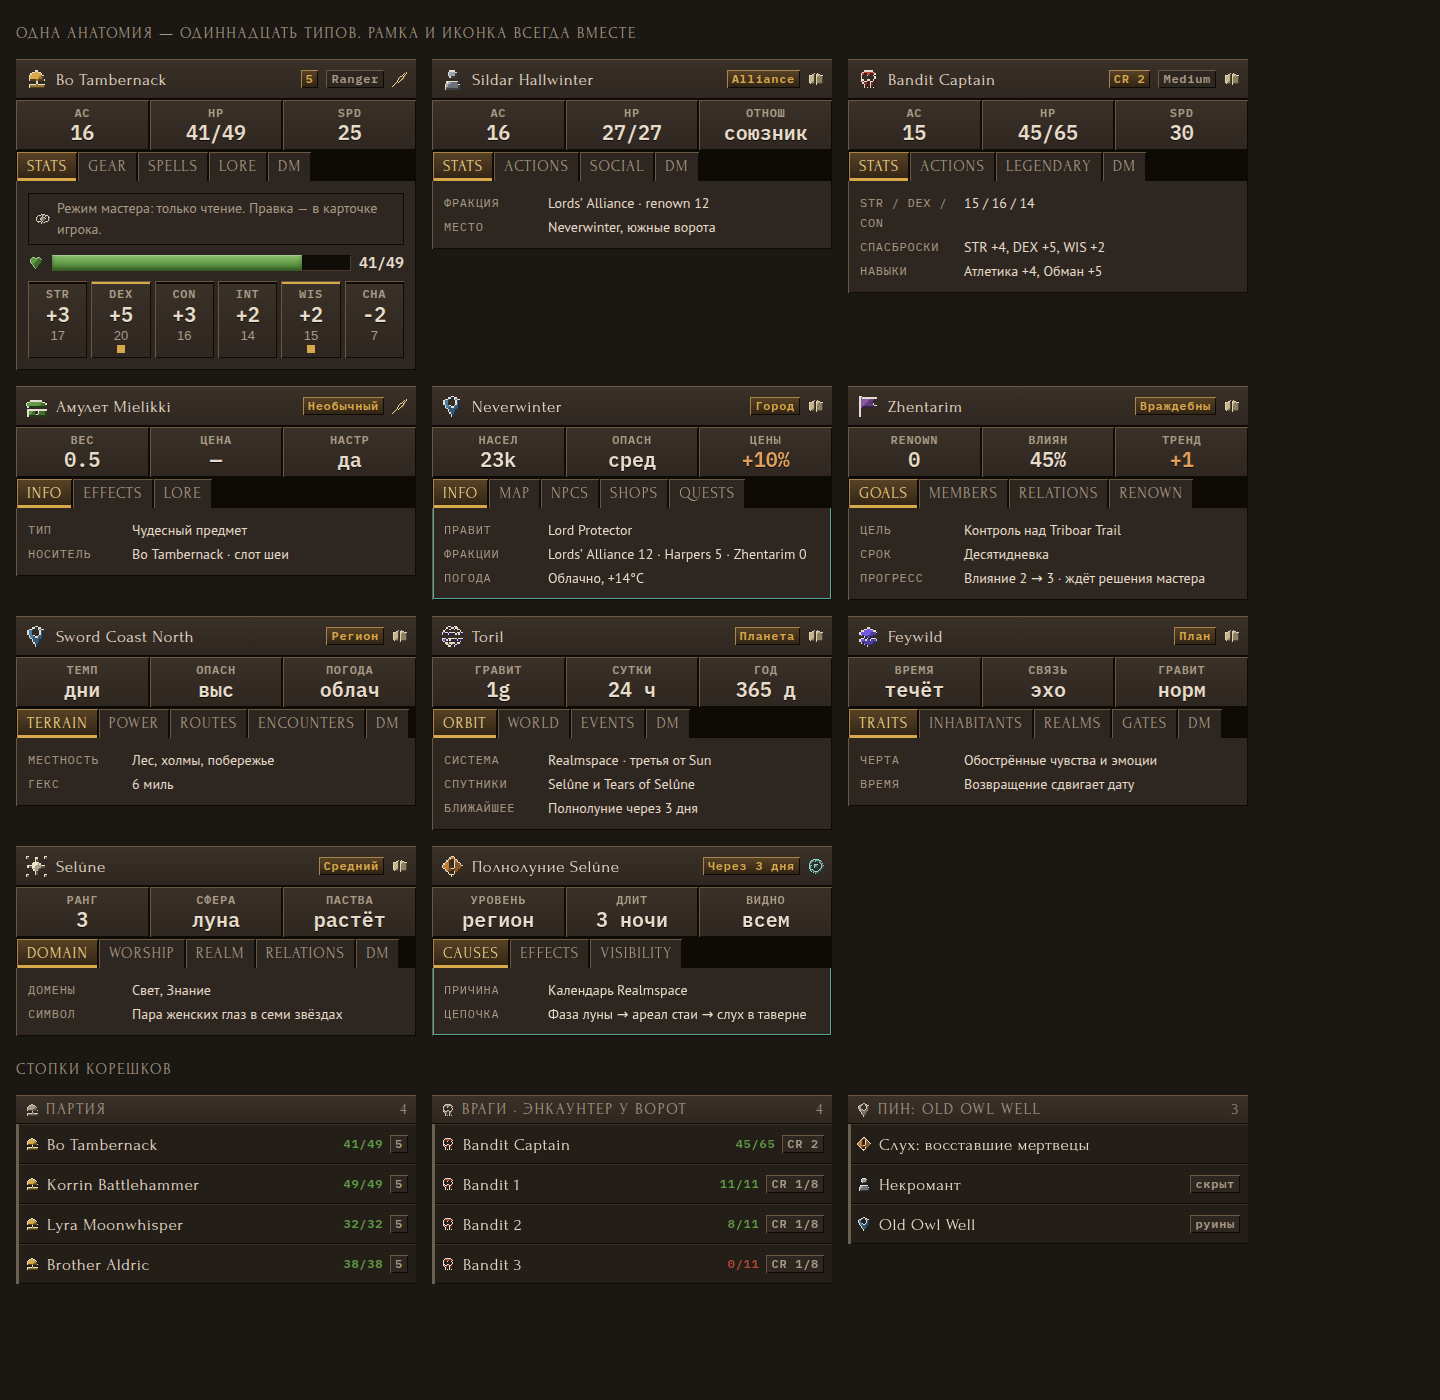 ОДНА АНАТОМИЯ — ОДИННАДЦАТЬ ТИПОВ. РАМКА И ИКОНКА ВСЕГДА ВМЕСТЕ
Bo Tambernack 5 Ranger
AC HP SPD
16 41/49 25
STATS GEAR SPELLS LORE DM
Режим мастера: только чтение. Правка — в карточке
игрока.
41/49
STR DEX CON INT WIS CHA
+3 +5 +3 +2 +2 -2
17 20 16 14 15 7
Sildar Hallwinter Alliance
AC HP ОТНОШ
16 27/27 союзник
STATS ACTIONS SOCIAL DM
ФРАКЦИЯ Lords’ Alliance · renown 12
МЕСТО Neverwinter, южные ворота
Bandit Captain CR 2 Medium
AC HP SPD
15 45/65 30
STATS ACTIONS LEGENDARY DM
STR / DEX / 15 / 16 / 14
CON
СПАСБРОСКИ STR +4, DEX +5, WIS +2
НАВЫКИ Атлетика +4, Обман +5
Амулет Mielikki Необычный
ВЕС ЦЕНА НАСТР
0.5 — да
INFO EFFECTS LORE
ТИП Чудесный предмет
НОСИТЕЛЬ Bo Tambernack · слот шеи
Neverwinter Город
НАСЕЛ ОПАСН ЦЕНЫ
23k сред +10%
INFO MAP NPCS SHOPS QUESTS
ПРАВИТ Lord Protector
ФРАКЦИИ Lords’ Alliance 12 · Harpers 5 · Zhentarim 0
ПОГОДА Облачно, +14°C
Zhentarim Враждебны
RENOWN ВЛИЯН ТРЕНД
0 45% +1
GOALS MEMBERS RELATIONS RENOWN
ЦЕЛЬ Контроль над Triboar Trail
СРОК Десятидневка
ПРОГРЕСС Влияние 2 → 3 · ждёт решения мастера
Sword Coast North Регион
ТЕМП ОПАСН ПОГОДА
дни выс облач
TERRAIN POWER ROUTES ENCOUNTERS DM
МЕСТНОСТЬ Лес, холмы, побережье
ГЕКС 6 миль
Toril Планета
ГРАВИТ СУТКИ ГОД
1g 24 ч 365 д
ORBIT WORLD EVENTS DM
СИСТЕМА Realmspace · третья от Sun
СПУТНИКИ Selûne и Tears of Selûne
БЛИЖАЙШЕЕ Полнолуние через 3 дня
Feywild План
ВРЕМЯ СВЯЗЬ ГРАВИТ
течёт эхо норм
TRAITS INHABITANTS REALMS GATES DM
ЧЕРТА Обострённые чувства и эмоции
ВРЕМЯ Возвращение сдвигает дату
Selûne Средний
РАНГ СФЕРА ПАСТВА
3 луна растёт
DOMAIN WORSHIP REALM RELATIONS DM
ДОМЕНЫ Свет, Знание
СИМВОЛ Пара женских глаз в семи звёздах
Полнолуние Selûne Через 3 дня
УРОВЕНЬ ДЛИТ ВИДНО
регион 3 ночи всем
CAUSES EFFECTS VISIBILITY
ПРИЧИНА Календарь Realmspace
ЦЕПОЧКА Фаза луны → ареал стаи → слух в таверне
СТОПКИ КОРЕШКОВ
ПАРТИЯ 4
Bo Tambernack 41/49 5
Korrin Battlehammer 49/49 5
Lyra Moonwhisper 32/32 5
Brother Aldric 38/38 5
ВРАГИ · ЭНКАУНТЕР У ВОРОТ 4
Bandit Captain 45/65 CR 2
Bandit 1 11/11 CR 1/8
Bandit 2 8/11 CR 1/8
Bandit 3 0/11 CR 1/8
ПИН: OLD OWL WELL 3
Слух: восставшие мертвецы
Некромант скрыт
Old Owl Well руины